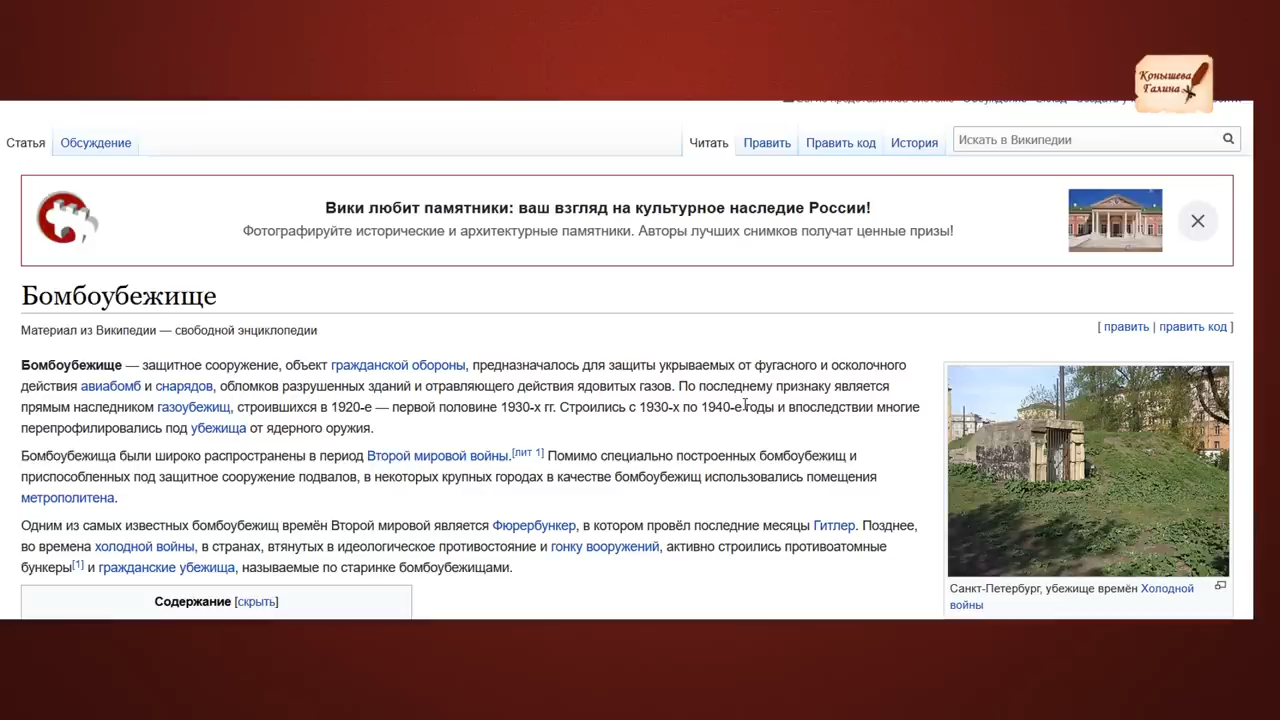 Конышева
Галина
Статья
Обсуждение
Читать
Править
Править код
История
Искать в Википедии
Вики любит памятники: ваш взгляд на культурное наследие России!
Фотографируйте исторические и архитектурные памятники. Авторы лучших снимков получат ценные призы!
Бомбоубежище
Материал из Википедии — свободной энциклопедии
[ править | править код ]
Бомбоубежище — защитное сооружение, объект гражданской обороны, предназначалось для защиты укрываемых от фугасного и осколочного
действия авиабомб и снарядов, обломков разрушенных зданий и отравляющего действия ядовитых газов. По последнему признаку является
прямым наследником газоубежищ, строившихся в 1920-е — первой половине 1930-х гг. Строились с 1930-х по 1940-е годы и впоследствии многие
перепрофилировались под убежища от ядерного оружия.
Бомбоубежища были широко распространены в период Второй мировой войны.[лит 1] Помимо специально построенных бомбоубежищ и
приспособленных под защитное сооружение подвалов, в некоторых крупных городах в качестве бомбоубежищ использовались помещения
метрополитена.
Одним из самых известных бомбоубежищ времён Второй мировой является Фюрербункер, в котором провёл последние месяцы Гитлер. Позднее,
во времена холодной войны, в странах, втянутых в идеологическое противостояние и гонку вооружений, активно строились противоатомные
бункеры[1] и гражданские убежища, называемые по старинке бомбоубежищами.
Содержание [скрыть]
Санкт-Петербург, убежище времён Холодной
войны